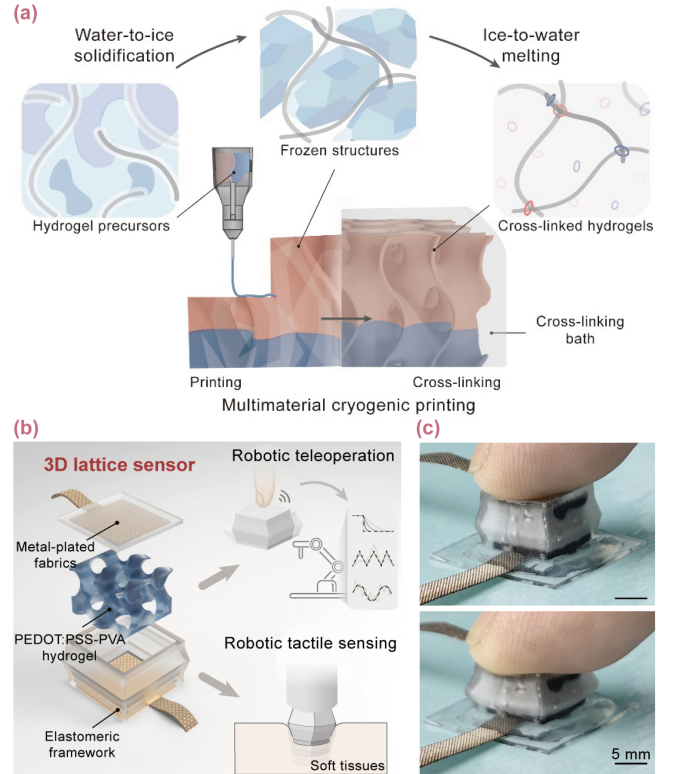 (a)
Water-to-ice
solidification
Ice-to-water
melting
Frozen structures
Hydrogel precursors
Cross-linked hydrogels
Cross-linking
bath
Printing
Cross-linking
Multimaterial cryogenic printing
(b)
3D lattice sensor
Metal-plated
fabrics
PEDOT:PSS-PVA
hydrogel
Elastomeric
framework
Robotic teleoperation
Robotic tactile sensing
Soft tissues
(c)
5 mm